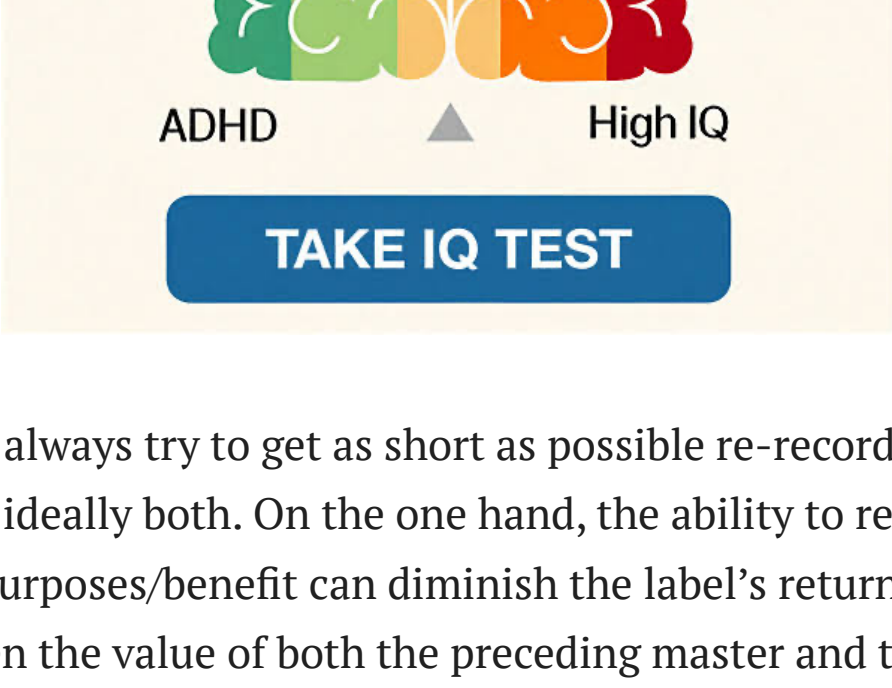 ADHD
High IQ
TAKE IQ TEST
always try to get as short as possible re-record
ideally both. On the one hand, the ability to re
urposes/benefit can diminish the label’s return
n the value of both the preceding master and t